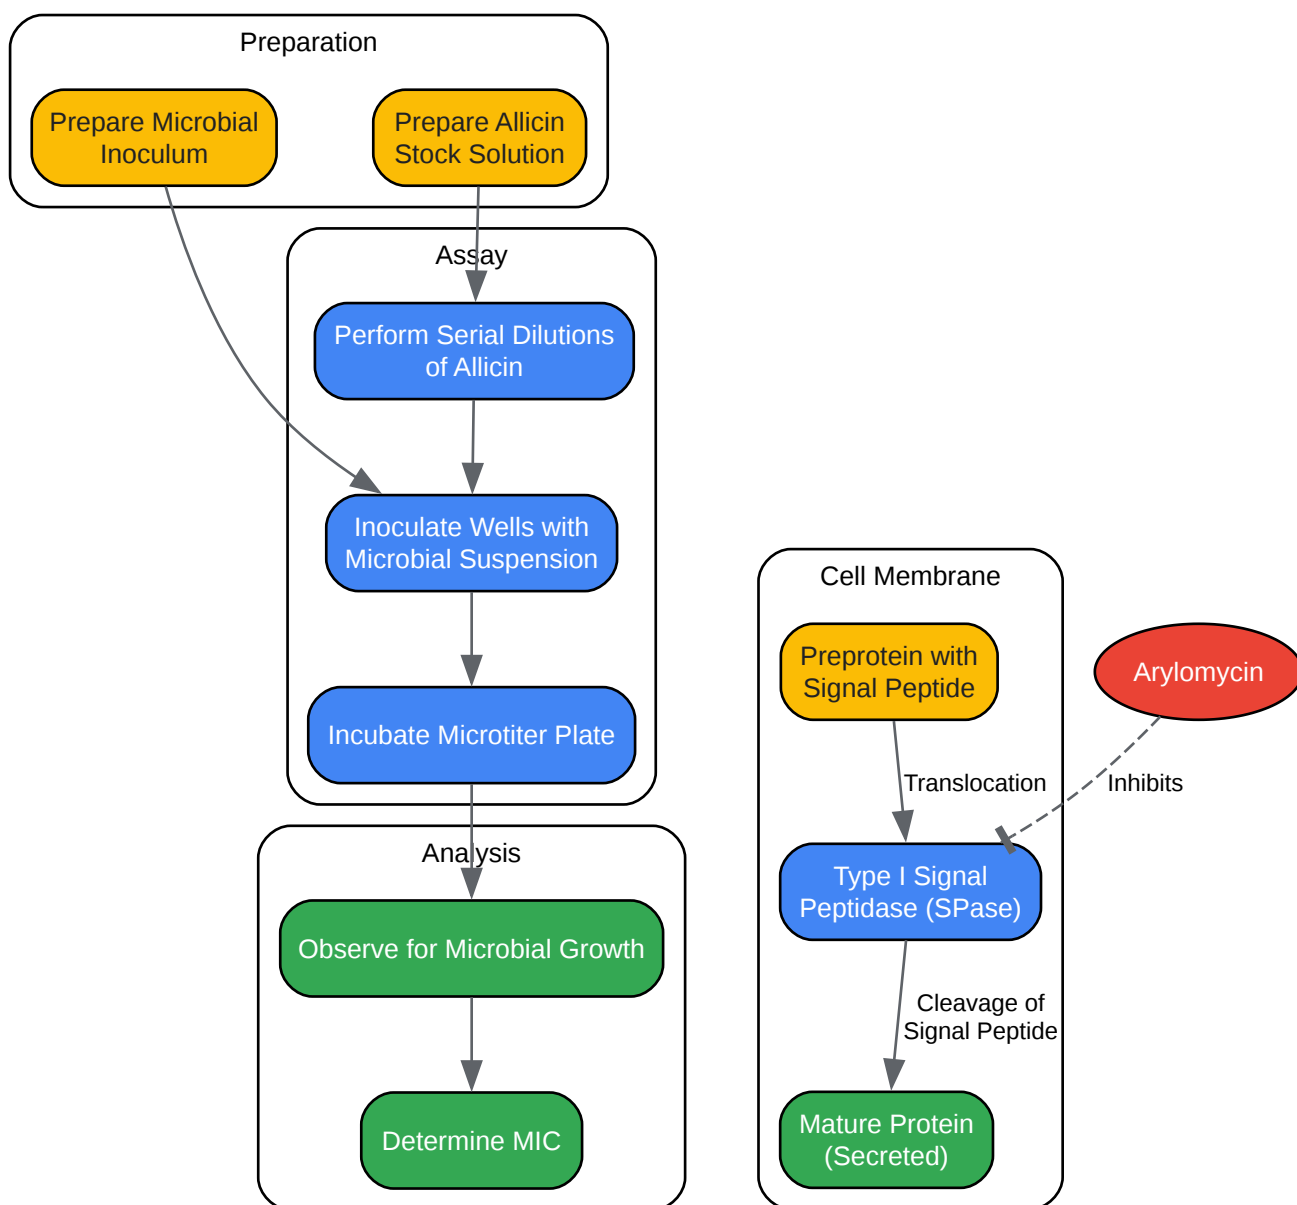 Preparation
Prepare Microbial
Inoculum
Prepare Allicin
Stock Solution
Assay
Perform Serial Dilutions
of Allicin
Inoculate Wells with
Microbial Suspension
Incubate Microtiter Plate
Analysis
Observe for Microbial Growth
Determine MIC
Cell Membrane
Preprotein with
Signal Peptide
Arylomycin
Translocation
Inhibits
Type I Signal
Peptidase (SPase)
Cleavage of
Signal Peptide
Mature Protein
(Secreted)